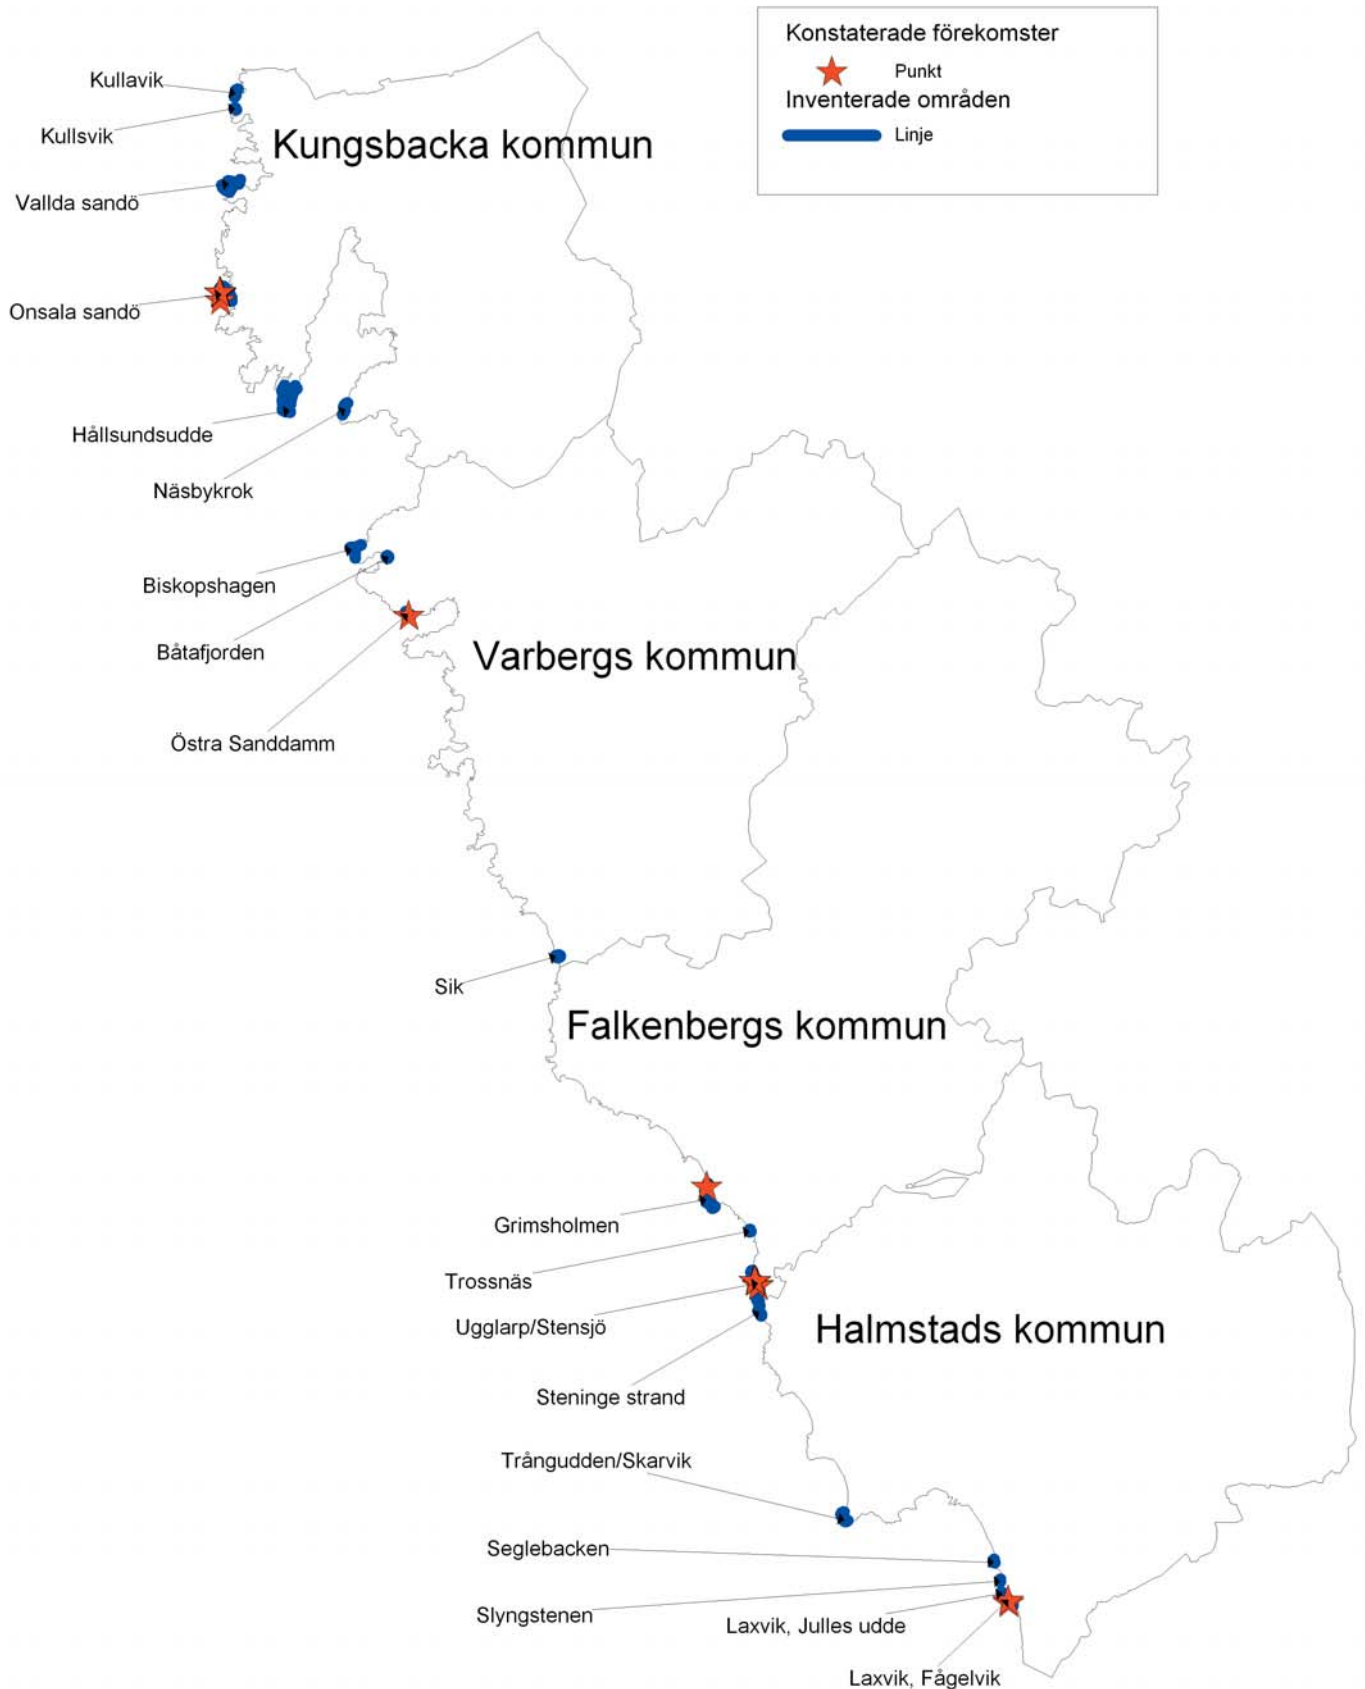 Konstaterade förekomster
Punkt
Inventerade områden
Linje
Kullavik
Kullsvik
Kungsbacka kommun
Vallda sandö
Onsala sandö
Hållsundsudde
Näsbykrok
Biskopshagen
Båtafjorden
Varbergs kommun
Östra Sanddamm
Sik
Falkenbergs kommun
Grimsholmen
Trossnäs
Ugglarp/Stensjö
Halmstads kommun
Steninge strand
Trångudden/Skarvik
Seglebacken
Slyngstenen
Laxvik, Julles udde
Laxvik, Fågelvik